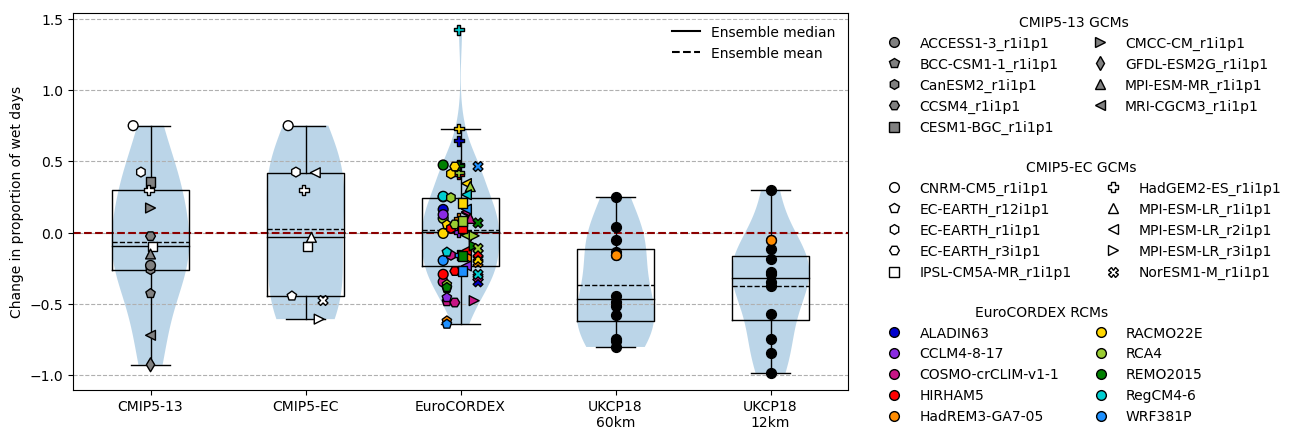 Change in proportion of wet days
1.5
1.0
0.5
0.0
−0.5
−1.0
Ensemble median
Ensemble mean
CMIP5-13
CMIP5-EC
EuroCORDEX
UKCP18
60km
UKCP18
12km
CMIP5-13 GCMs
ACCESS1-3_r1i1p1
BCC-CSM1-1_r1i1p1
CanESM2_r1i1p1
CCSM4_r1i1p1
CESM1-BGC_r1i1p1
CMCC-CM_r1i1p1
GFDL-ESM2G_r1i1p1
MPI-ESM-MR_r1i1p1
MRI-CGCM3_r1i1p1
CMIP5-EC GCMs
CNRM-CM5_r1i1p1
EC-EARTH_r12i1p1
EC-EARTH_r1i1p1
EC-EARTH_r3i1p1
IPSL-CM5A-MR_r1i1p1
HadGEM2-ES_r1i1p1
MPI-ESM-LR_r1i1p1
MPI-ESM-LR_r2i1p1
MPI-ESM-LR_r3i1p1
NorESM1-M_r1i1p1
EuroCORDEX RCMs
ALADIN63
CCLM4-8-17
COSMO-crCLIM-v1-1
HIRHAM5
HadREM3-GA7-05
RACMO22E
RCA4
REMO2015
RegCM4-6
WRF381P